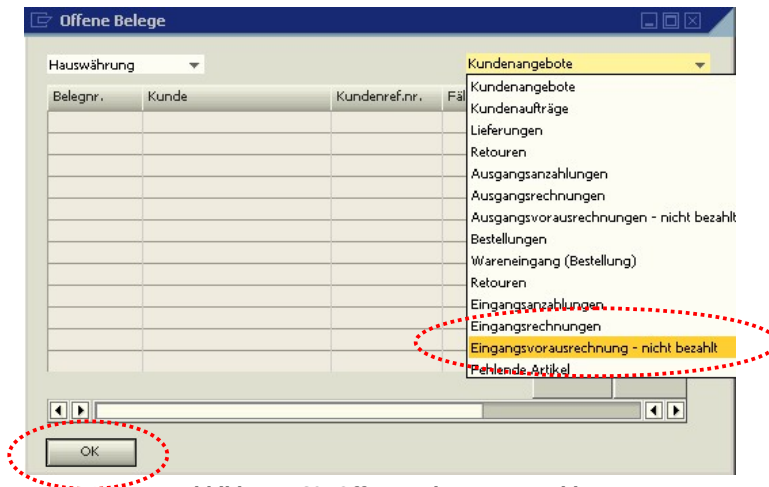 Offene Belege
Hauswährung
Kundenangebote
Belegnr. Kunde Kundenref.nr. Fäl
Kundenangebote
Kundenaufträge
Lieferungen
Retouren
Ausgangsanzahlungen
Ausgangsrechnungen
Ausgangsvorausrechnungen - nicht bezahlt
Bestellungen
Wareneingang (Bestellung)
Retouren
Eingangsanzahlungen
Eingangsrechnungen
Eingangsvorausrechnung - nicht bezahlt
Fehlende Artikel
OK